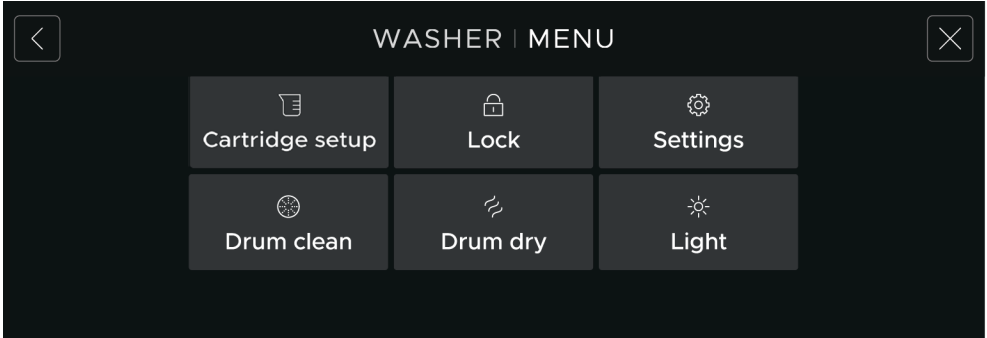 WASHER | MENU
Cartridge setup
Lock
Settings
Drum clean
Drum dry
Light